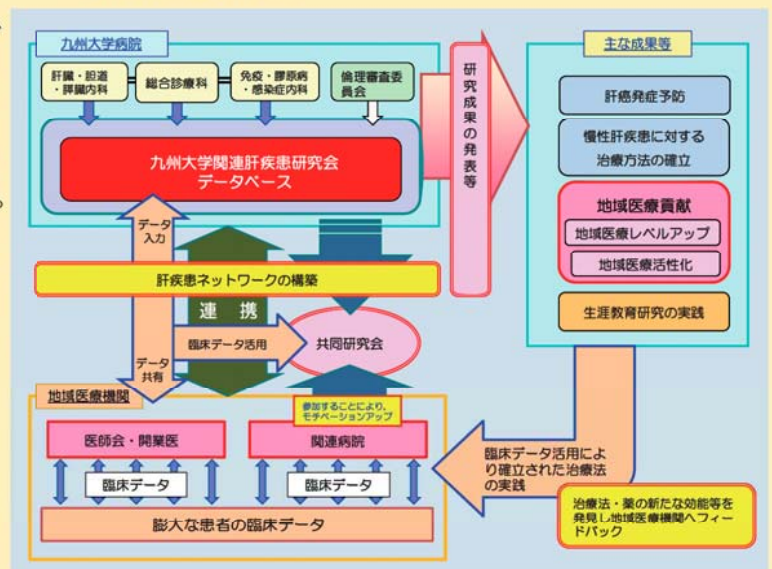 九州大学病院
肝臓・胆道
・膵臓内科
総合診療科
免疫・膠原病
・感染症内科
倫理審査委
員会
九州大学関連肝疾患研究会
データベース
研究成果の発表等
主な成果等
肝癌発症予防
慢性肝疾患に対する
治療方法の確立
地域医療貢献
地域医療レベルアップ
地域医療活性化
生涯教育研究の実践
データ
入力
肝疾患ネットワークの構築
連 携
臨床データ活用
共同研究会
データ
共有
地域医療機関
参加することにより、
モチベーションアップ
医師会・開業医
関連病院
臨床データ
臨床データ
膨大な患者の臨床データ
臨床データ活用によ
り確立された治療法
の実践
治療法・薬の新たな効能等を
発見し地域医療機関へフィー
ドバック